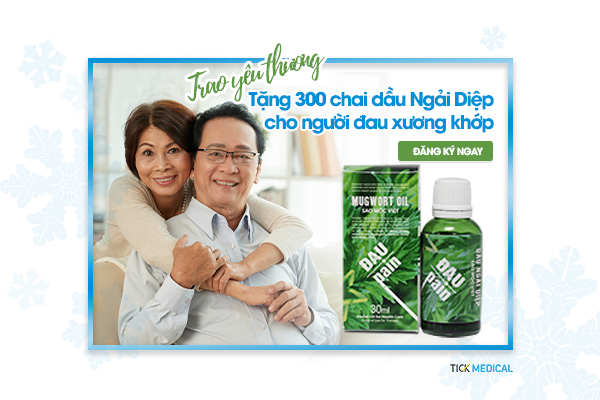 Trao yêu thương
Tặng 300 chai dầu Ngải Diệp
cho người đau xương khớp
ĐĂNG KÝ NGAY
MUGWORT OIL
SAO MỘC VIỆT
ĐAU
pain
30ml
ĐAU
pain
DẦU NGẢI DIỆP
TICK MEDICAL